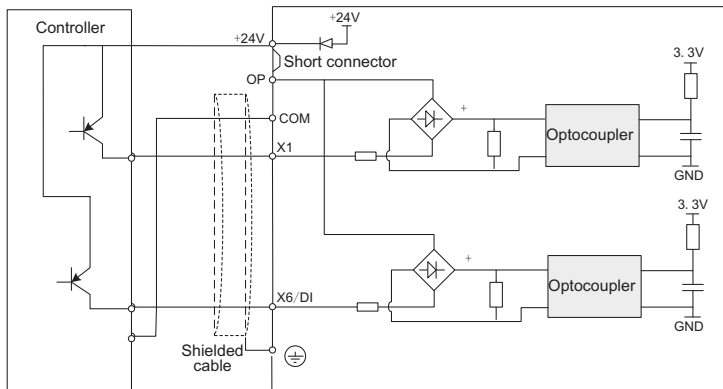 Controller
+24V
+24V
Short connector
OP
COM
X1
+
Optocoupler
3. 3V
GND
X6/DI
+
Optocoupler
3. 3V
GND
Shielded
cable